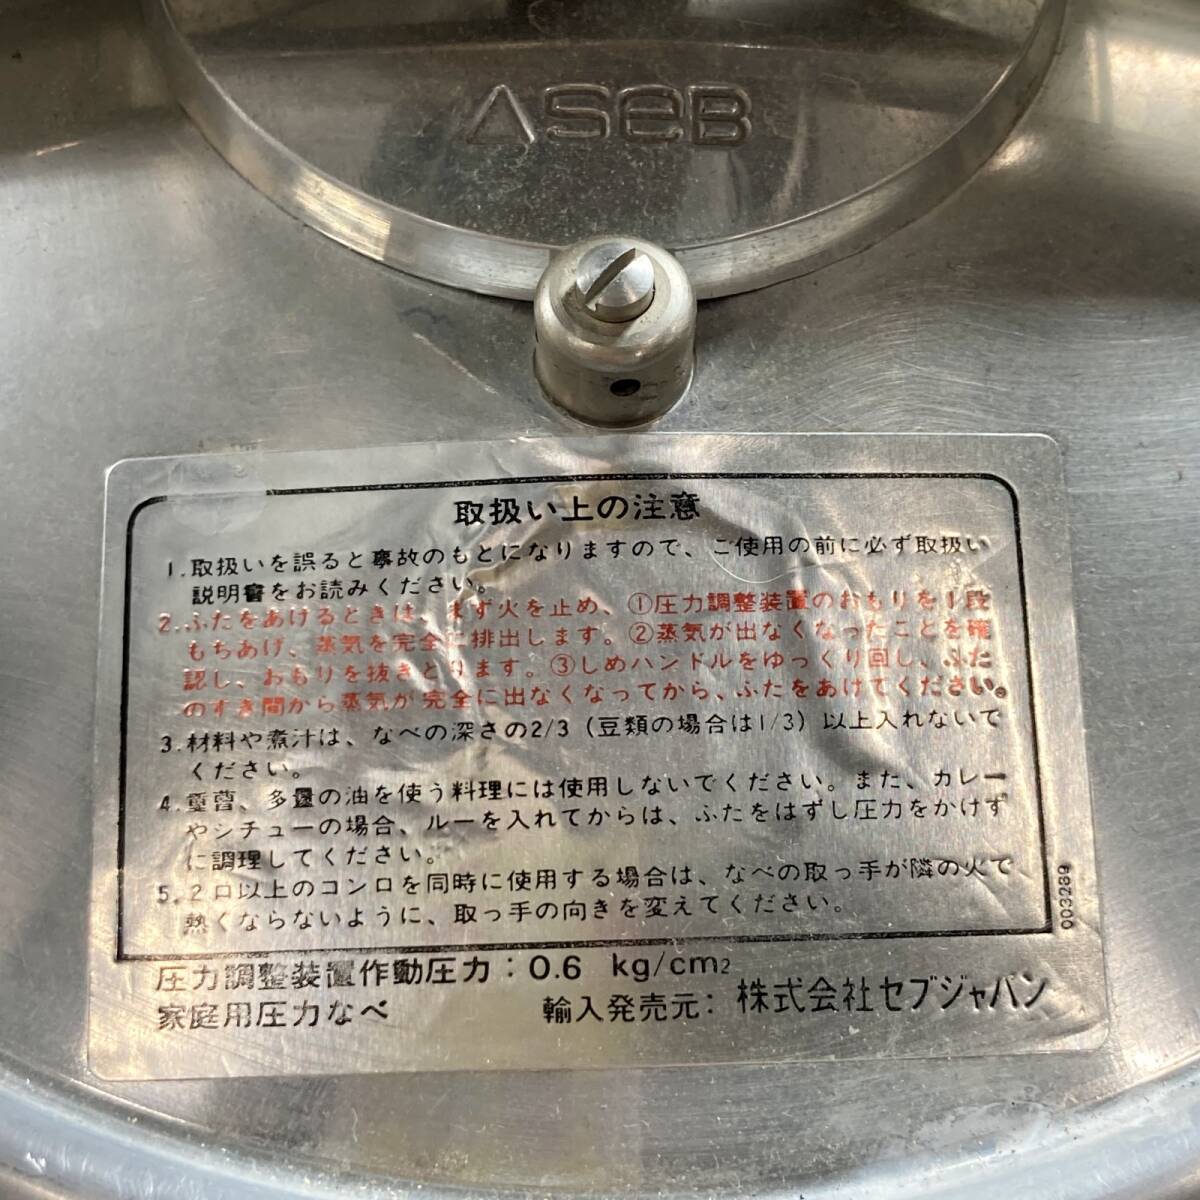 SEB
取扱い上の注意
1. 取扱いを誤ると事故のもとになりますので、ご使用の前に必ず取扱い
説明書をお読みください。
2. ふたをあけるときは、まず火を止め、①圧力調整装置のおもりを1段
もちあげ、蒸気を完全に排出します。②蒸気が出なくなったことを確
認し、おもりを抜きとります。③しめハンドルをゆっくり回し、ふた
のすき間から蒸気が完全に出なくなってから、ふたをあけてください。
3. 材料や煮汁は、なべの深さの2/3（豆類の場合は1/3）以上入れないで
ください。
4. 重曹、多量の油を使う料理には使用しないでください。また、カレー
やシチューの場合、ルーを入れてからは、ふたをはずし圧力をかけず
に調理してください。
5. 2口以上のコンロを同時に使用する場合は、なべの取っ手が隣の火で
熱くならないように、取っ手の向きを変えてください。
003289
圧力調整装置作動圧力：0.6 kg/cm2
家庭用圧力なべ 輸入発売元：株式会社セブジャパン